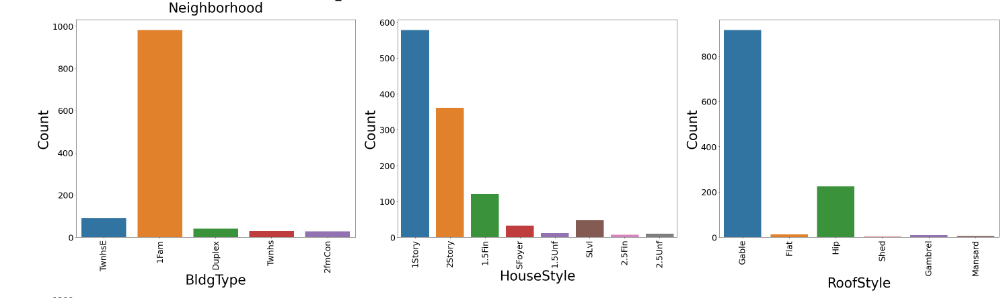 Neighborhood
1000
800
600
400
200
0
Count
TwnhsE
1Fam
Duplex
Twnhs
2fmCon
BldgType
600
500
400
300
200
100
0
Count
1Story
2Story
1.5Fin
SFoyer
1.5Unf
SLvl
2.5Fin
2.5Unf
HouseStyle
800
600
400
200
0
Count
Gable
Flat
Hip
Shed
Gambrel
Mansard
RoofStyle